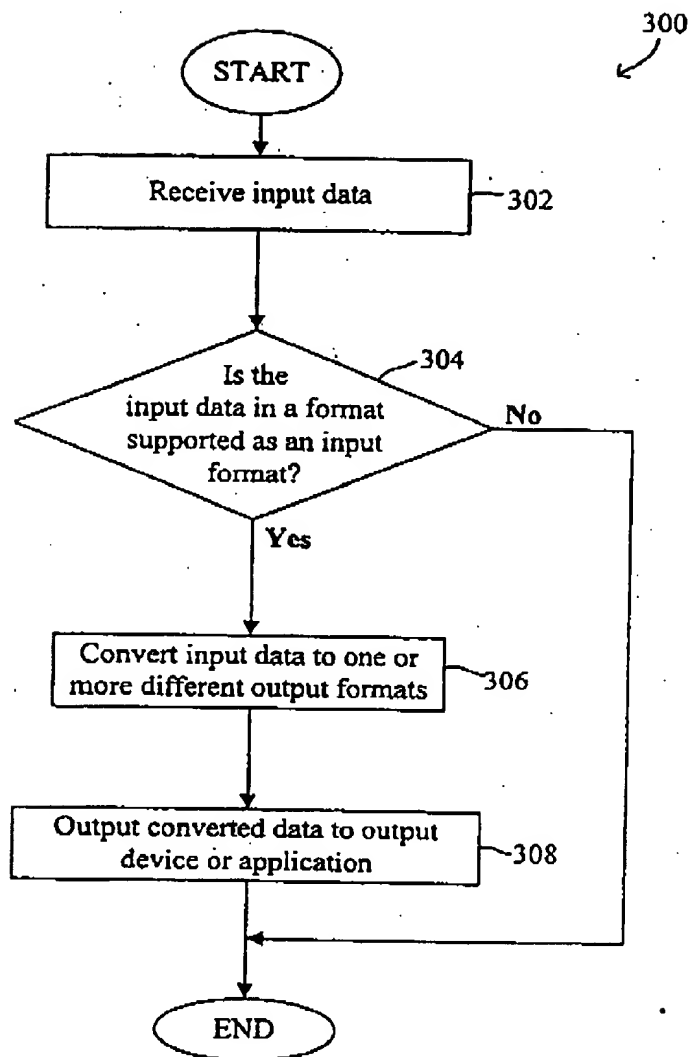 300
START
Receive input data
302
304
Is the
input data in a format
supported as an input
format?
No
Yes
Convert input data to one or
more different output formats
306
Output converted data to output
device or application
308
END